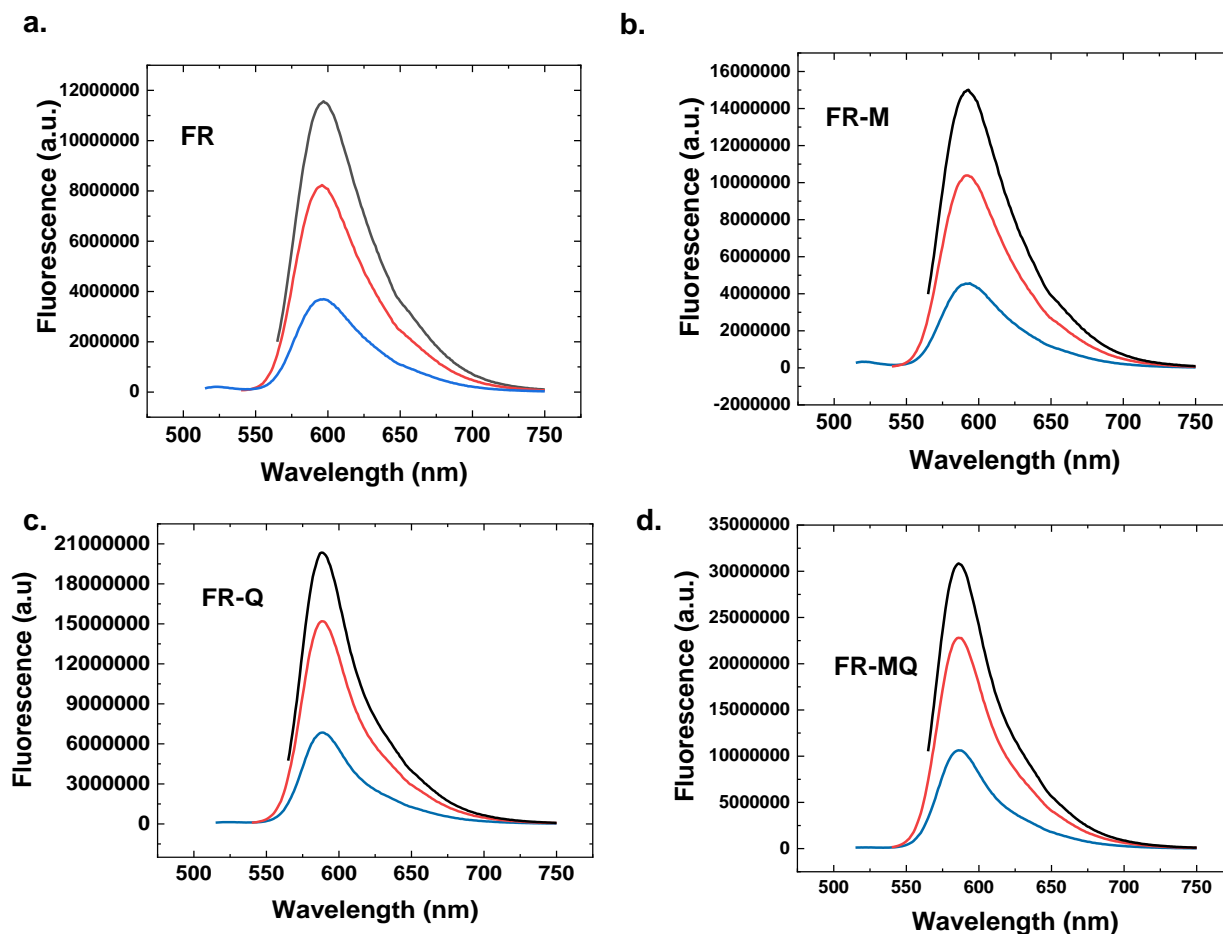 a.
FR
Fluorescence (a.u.)
12000000
10000000
8000000
6000000
4000000
2000000
0
500 550 600 650 700 750
Wavelength (nm)
b.
FR-M
Fluorescence (a.u.)
16000000
14000000
12000000
10000000
8000000
6000000
4000000
2000000
0
-2000000
500 550 600 650 700 750
Wavelength (nm)
c.
FR-Q
Fluorescence (a.u)
21000000
18000000
15000000
12000000
9000000
6000000
3000000
0
500 550 600 650 700 750
Wavelength (nm)
d.
FR-MQ
Fluorescence (a.u.)
35000000
30000000
25000000
20000000
15000000
10000000
5000000
0
500 550 600 650 700 750
Wavelength (nm)